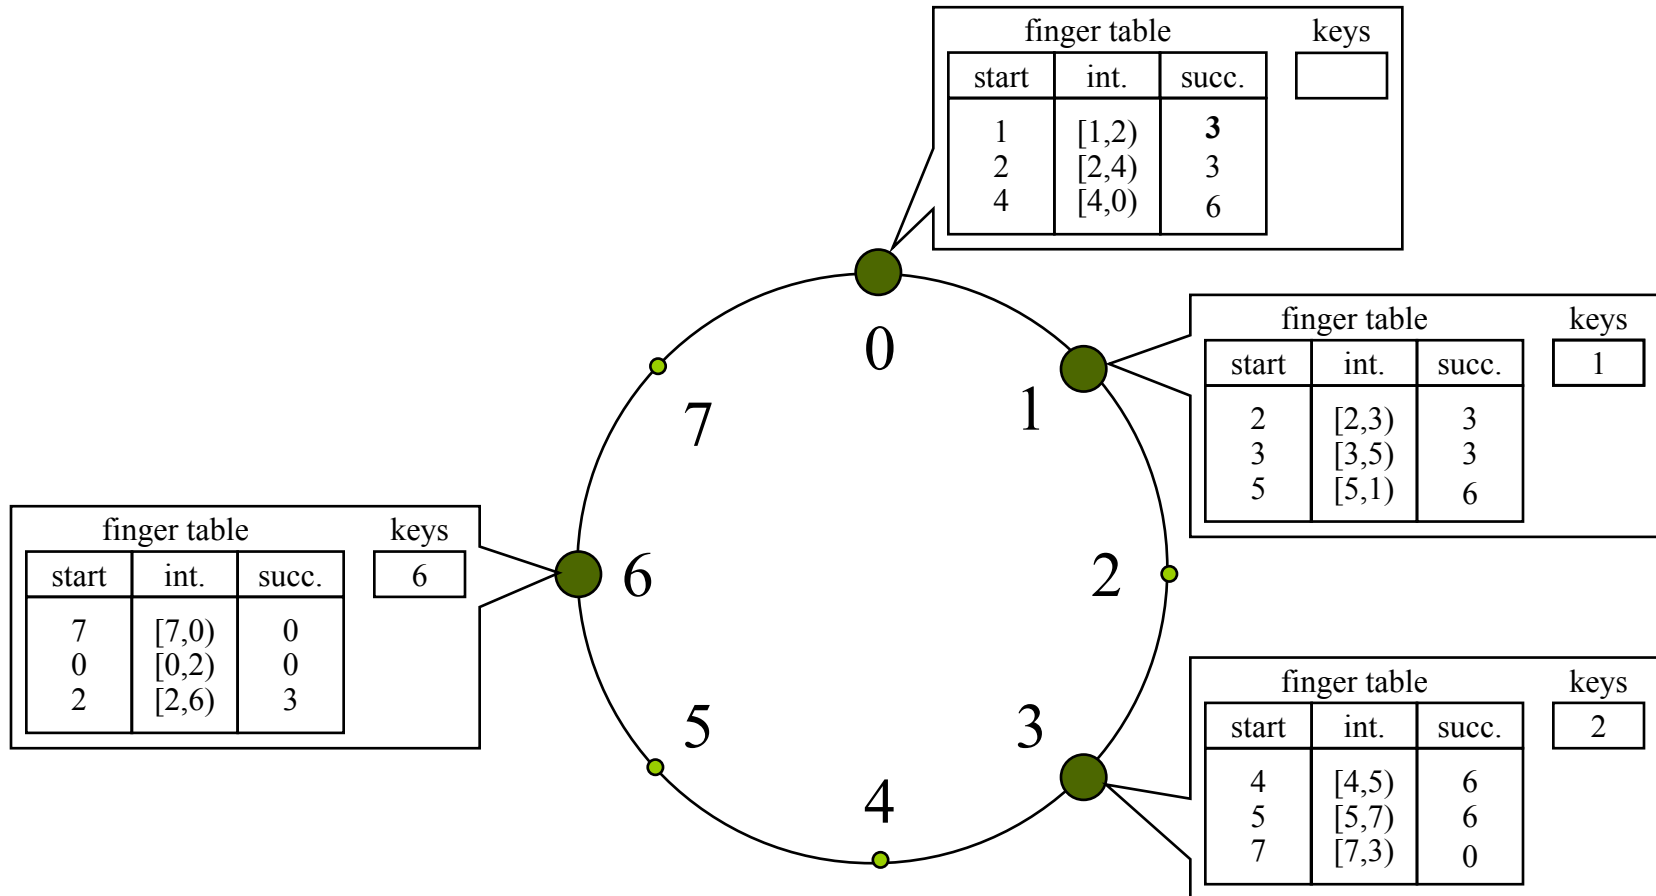 finger table keys
start int. succ.
1 [1,2) 3
2 [2,4) 3
4 [4,0) 6
finger table keys
start int. succ. 1
2 [2,3) 3
3 [3,5) 3
5 [5,1) 6
finger table keys
start int. succ. 6
7 [7,0) 0
0 [0,2) 0
2 [2,6) 3
finger table keys
start int. succ. 2
4 [4,5) 6
5 [5,7) 6
7 [7,3) 0
0
1
2
3
4
5
6
7